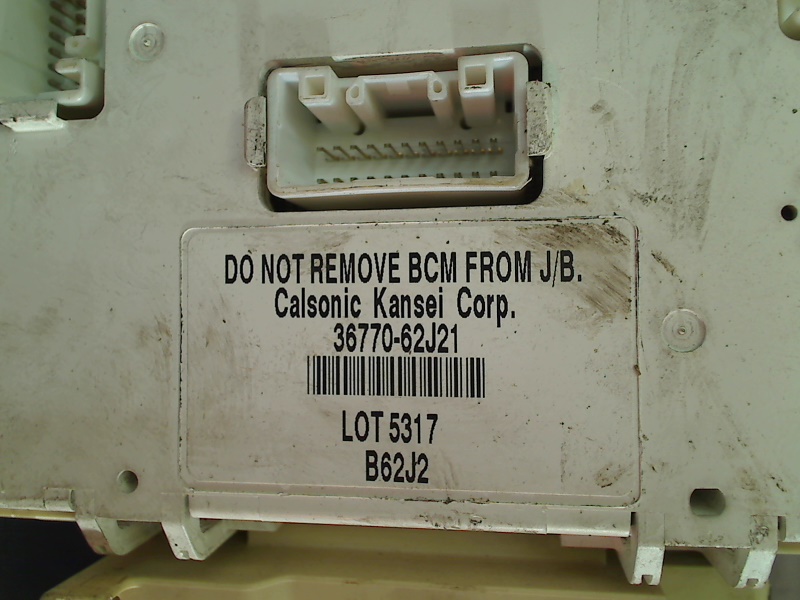 DO NOT REMOVE BCM FROM J/B.
Calsonic Kansei Corp.
36770-62J21
LOT 5317
B62J2